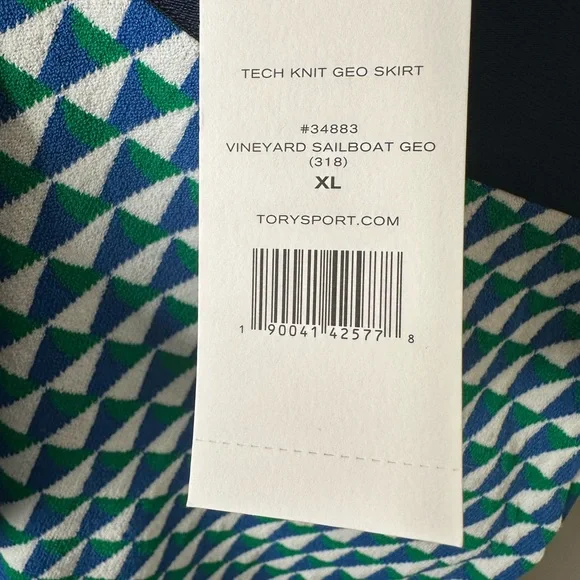 TECH KNIT GEO SKIRT
#34883
VINEYARD SAILBOAT GEO
(318)
XL
TORYSPORT.COM
1 90041 42577 8